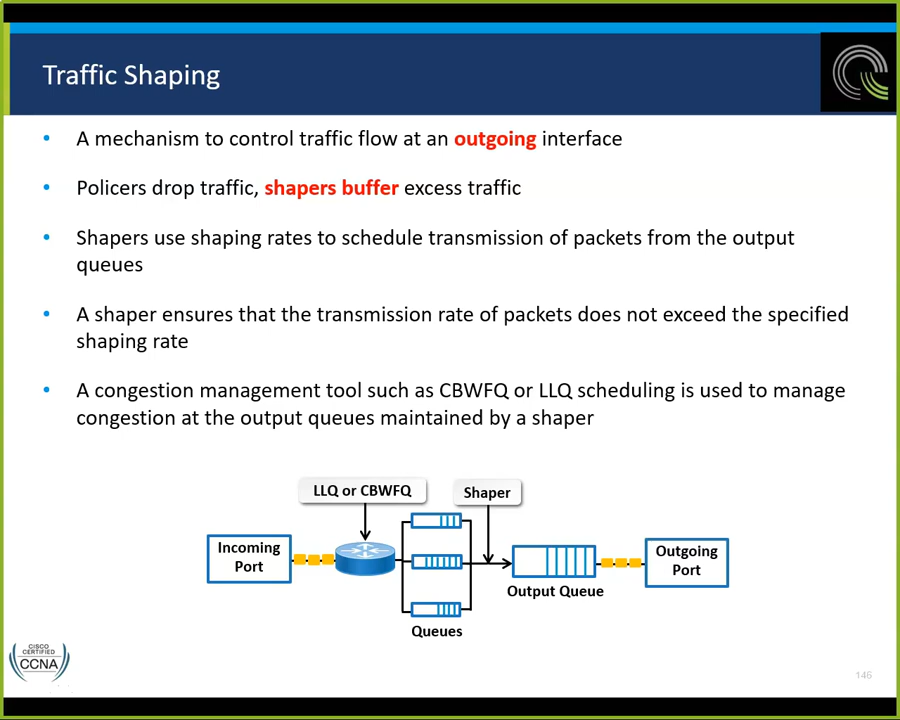 Traffic Shaping
• A mechanism to control traffic flow at an outgoing interface
• Policers drop traffic, shapers buffer excess traffic
• Shapers use shaping rates to schedule transmission of packets from the output
queues
• A shaper ensures that the transmission rate of packets does not exceed the specified
shaping rate
• A congestion management tool such as CBWFQ or LLQ scheduling is used to manage
congestion at the output queues maintained by a shaper
LLQ or CBWFQ
Shaper
Incoming
Port
Outgoing
Port
Output Queue
Queues
CISCO
CERTIFIED
CCNA
146